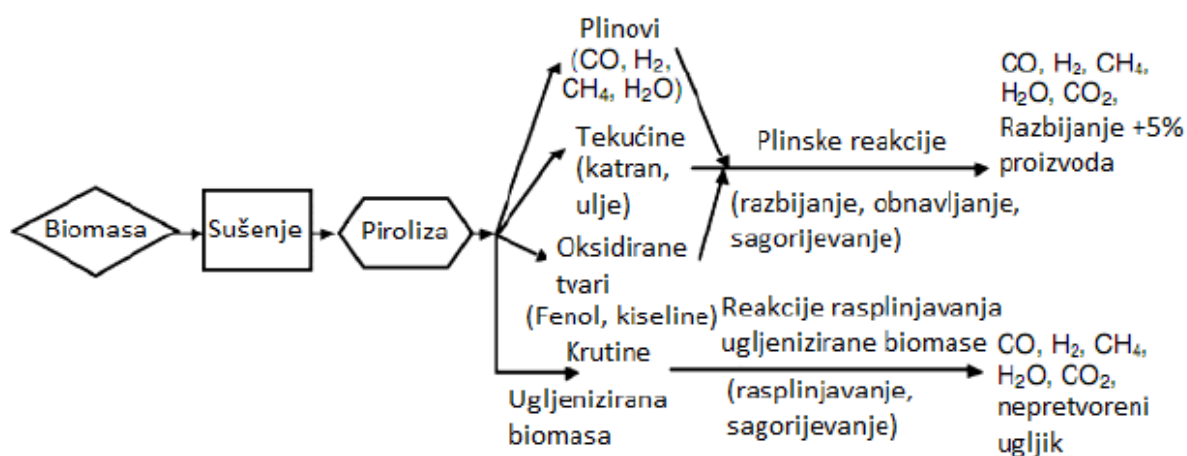 Biomasa
Sušenje
Piroliza
Plinovi
(CO, H₂,
CH₄, H₂O)
Tekućine
(katran,
ulje)
Oksidirane
tvari
(Fenol, kiseline)
Krutine
Ugljenizirana
biomasa
Plinske reakcije
(razbijanje, obnavljanje,
sagorijevanje)
Reakcije rasplinjavanja
ugljenizirane biomase
(rasplinjavanje,
sagorijevanje)
CO, H₂, CH₄,
H₂O, CO₂,
Razbijanje +5%
proizvoda
CO, H₂, CH₄,
H₂O, CO₂,
nepretvoreni
ugljik